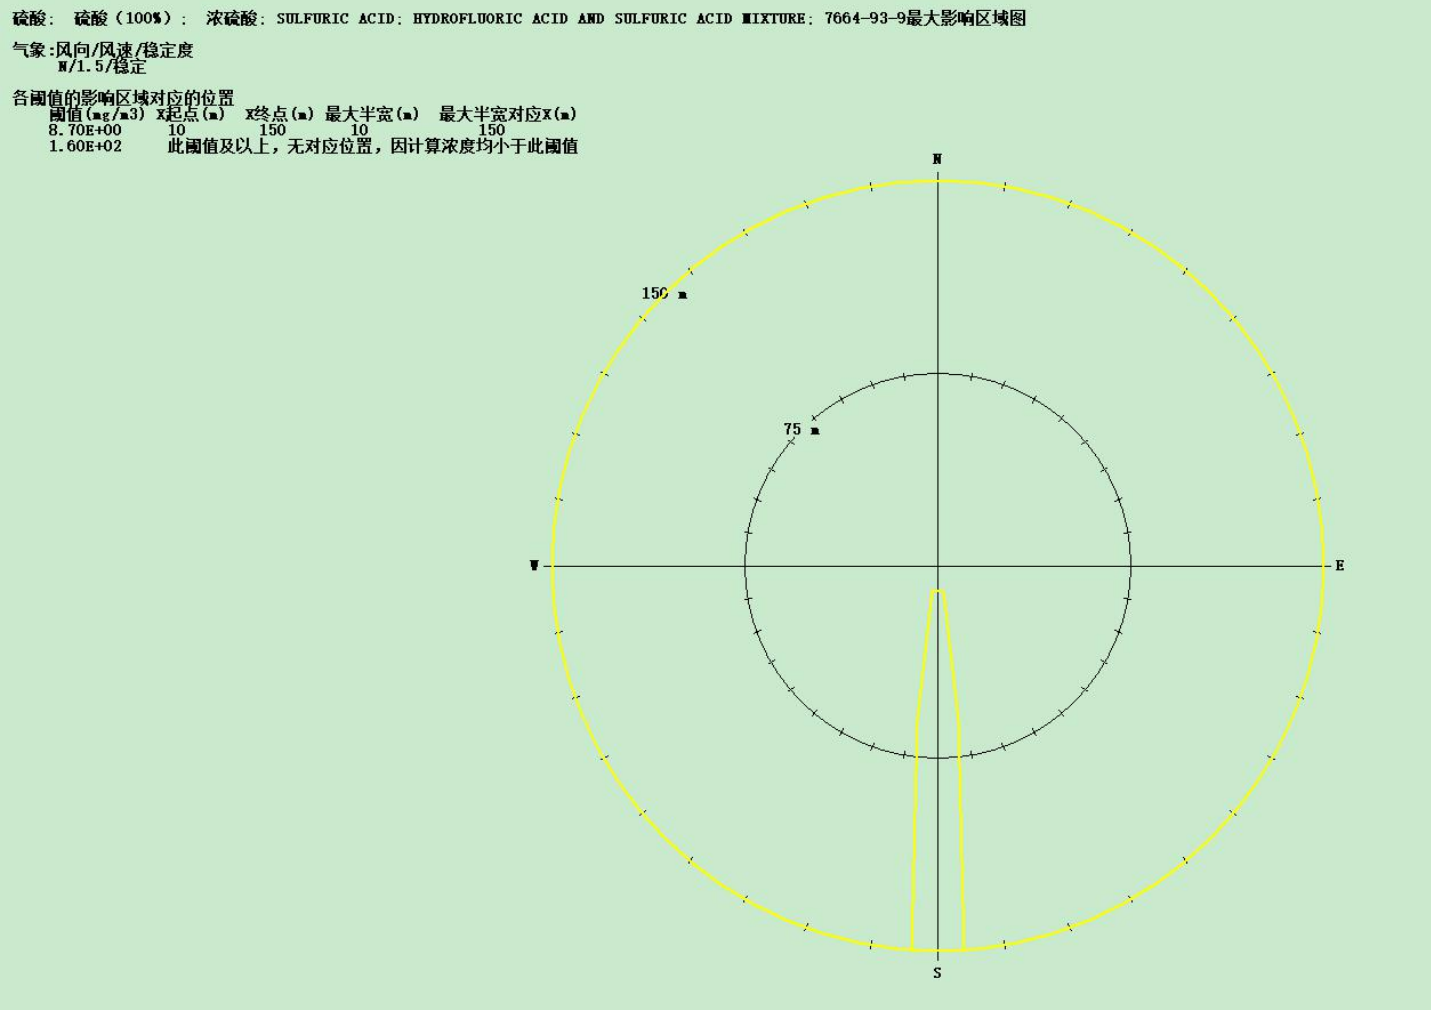 硫酸;  硫酸（100%）;  浓硫酸; SULFURIC ACID; HYDROFLUORIC ACID AND SULFURIC ACID MIXTURE; 7664-93-9最大影响区域图
气象:风向/风速/稳定度
N/1.5/稳定
各阈值的影响区域对应的位置
阈值(mg/m3) X起点(m)  X终点(m) 最大半宽(m)  最大半宽对应X(m)
8.70E+00  10  150  10  150
1.60E+02  此阈值及以上，无对应位置，因计算浓度均小于此阈值
N
150 m
75 m
W
E
S